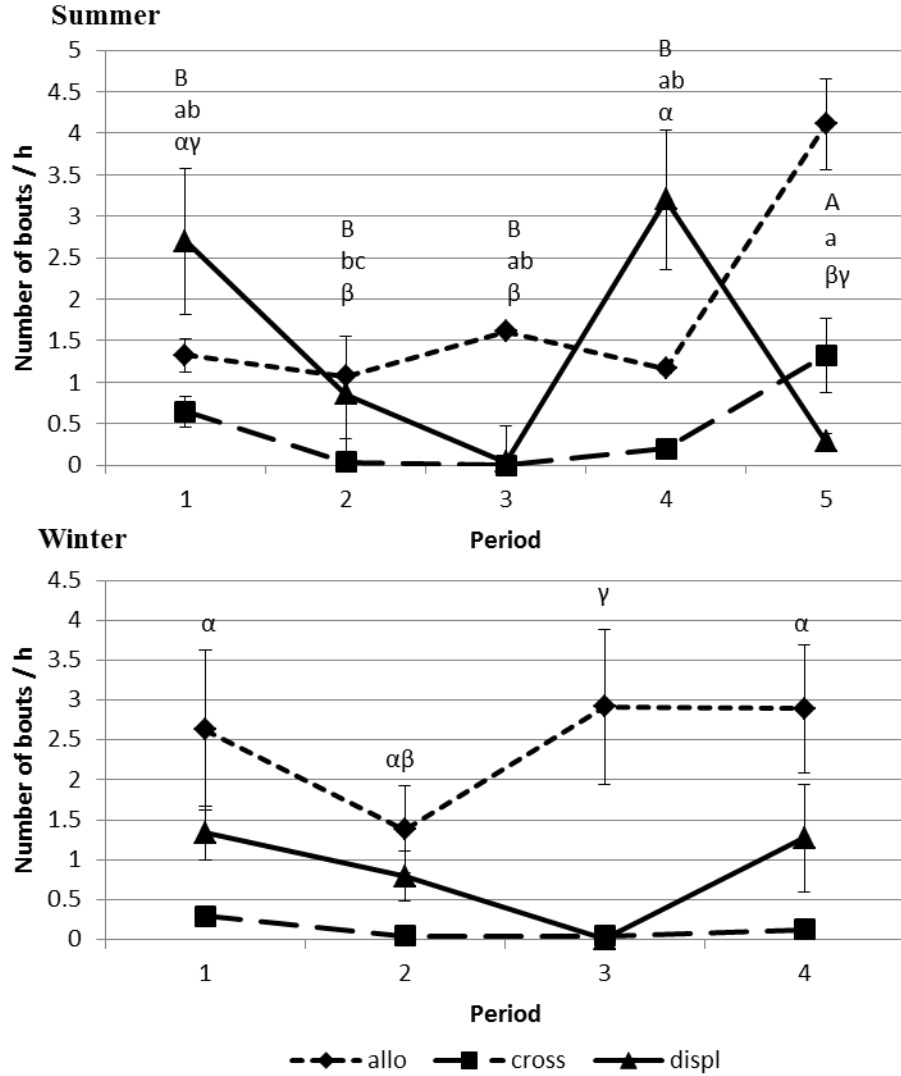 Summer
Number of bouts / h
5
4.5
4
3.5
3
2.5
2
1.5
1
0.5
0
B
ab
αγ
B
bc
β
B
ab
β
B
ab
α
A
a
βγ
1 2 3 4 5
Period
Winter
Number of bouts / h
4.5
4
3.5
3
2.5
2
1.5
1
0.5
0
α
αβ
γ
α
1 2 3 4
Period
allo cross displ